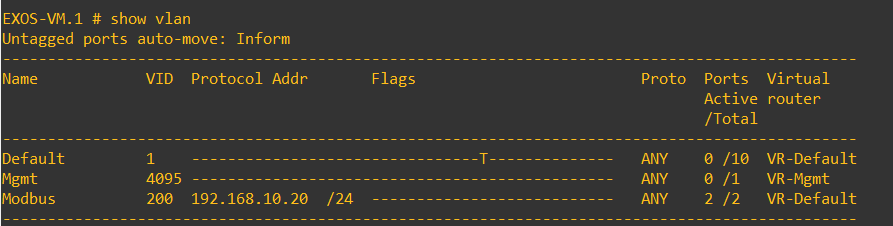 EXOS-VM.1 # show vlan
Untagged ports auto-move: Inform
-----------------------------------------------------------------------------------------------
Name            VID  Protocol Addr       Flags                         Proto  Ports  Virtual
                                                                              Active router
                                                                              /Total
-----------------------------------------------------------------------------------------------
Default         1    --------------------------------T--------------   ANY    0 /10  VR-Default
Mgmt            4095 -----------------------------------------------   ANY    0 /1   VR-Mgmt
Modbus          200  192.168.10.20  /24  ---------------------------   ANY    2 /2   VR-Default
-----------------------------------------------------------------------------------------------